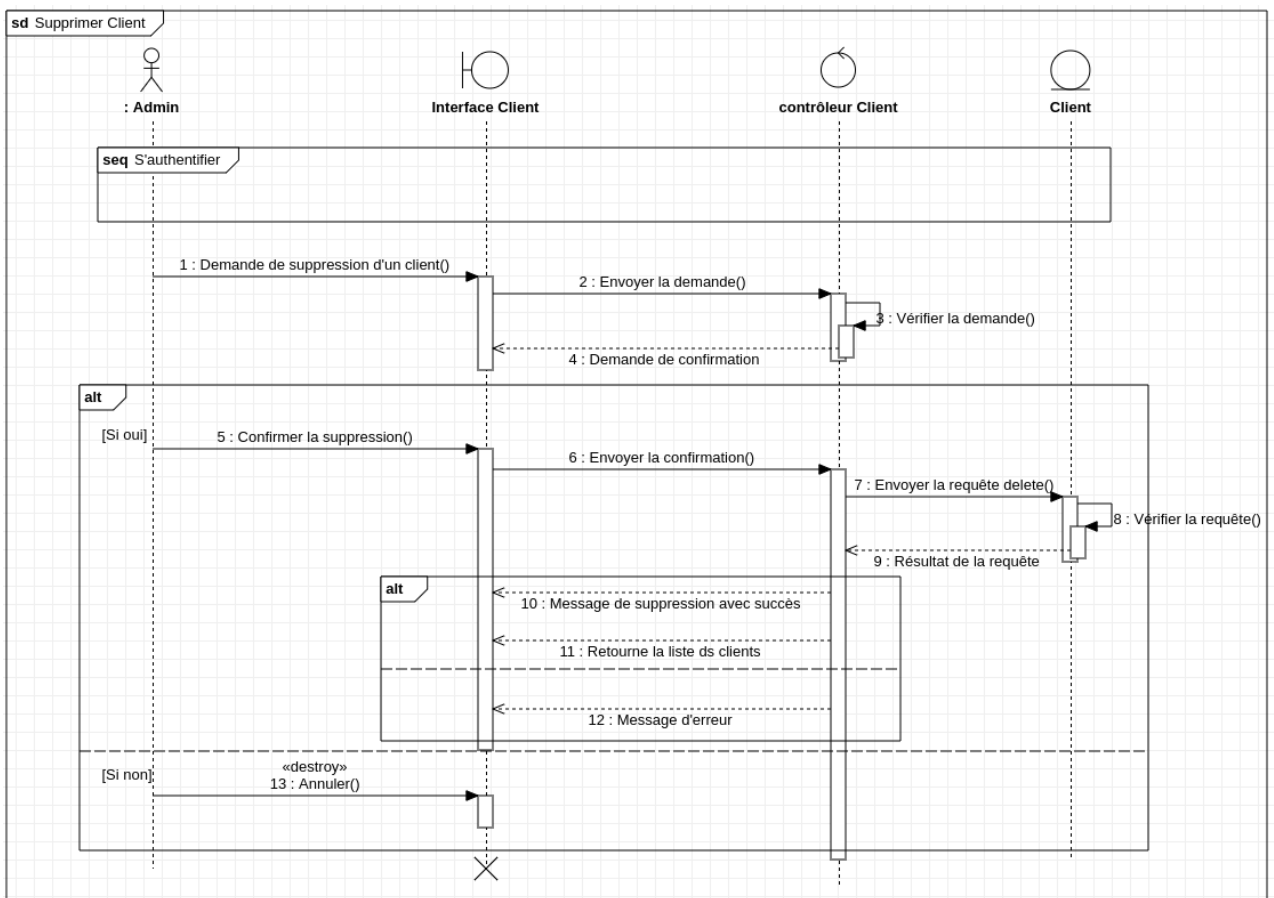 sd Supprimer Client
: Admin
Interface Client
contrôleur Client
Client
seq S'authentifier
1 : Demande de suppression d'un client()
2 : Envoyer la demande()
3 : Vérifier la demande()
4 : Demande de confirmation
alt
[Si oui]
5 : Confirmer la suppression()
6 : Envoyer la confirmation()
7 : Envoyer la requête delete()
8 : Vérifier la requête()
9 : Résultat de la requête
alt
10 : Message de suppression avec succès
11 : Retourne la liste ds clients
12 : Message d'erreur
[Si non]
«destroy»
13 : Annuler()